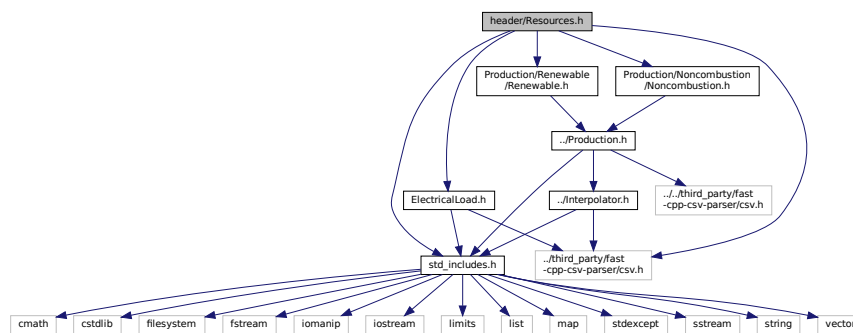 header/Resources.h
Production/Renewable
/Renewable.h
Production/Noncombustion
/Noncombustion.h
../Production.h
ElectricalLoad.h
../Interpolator.h
../../third_party/fast
-cpp-csv-parser/csv.h
../third_party/fast
-cpp-csv-parser/csv.h
std_includes.h
cmath
cstdlib
filesystem
fstream
iomanip
iostream
limits
list
map
stdexcept
sstream
string
vector